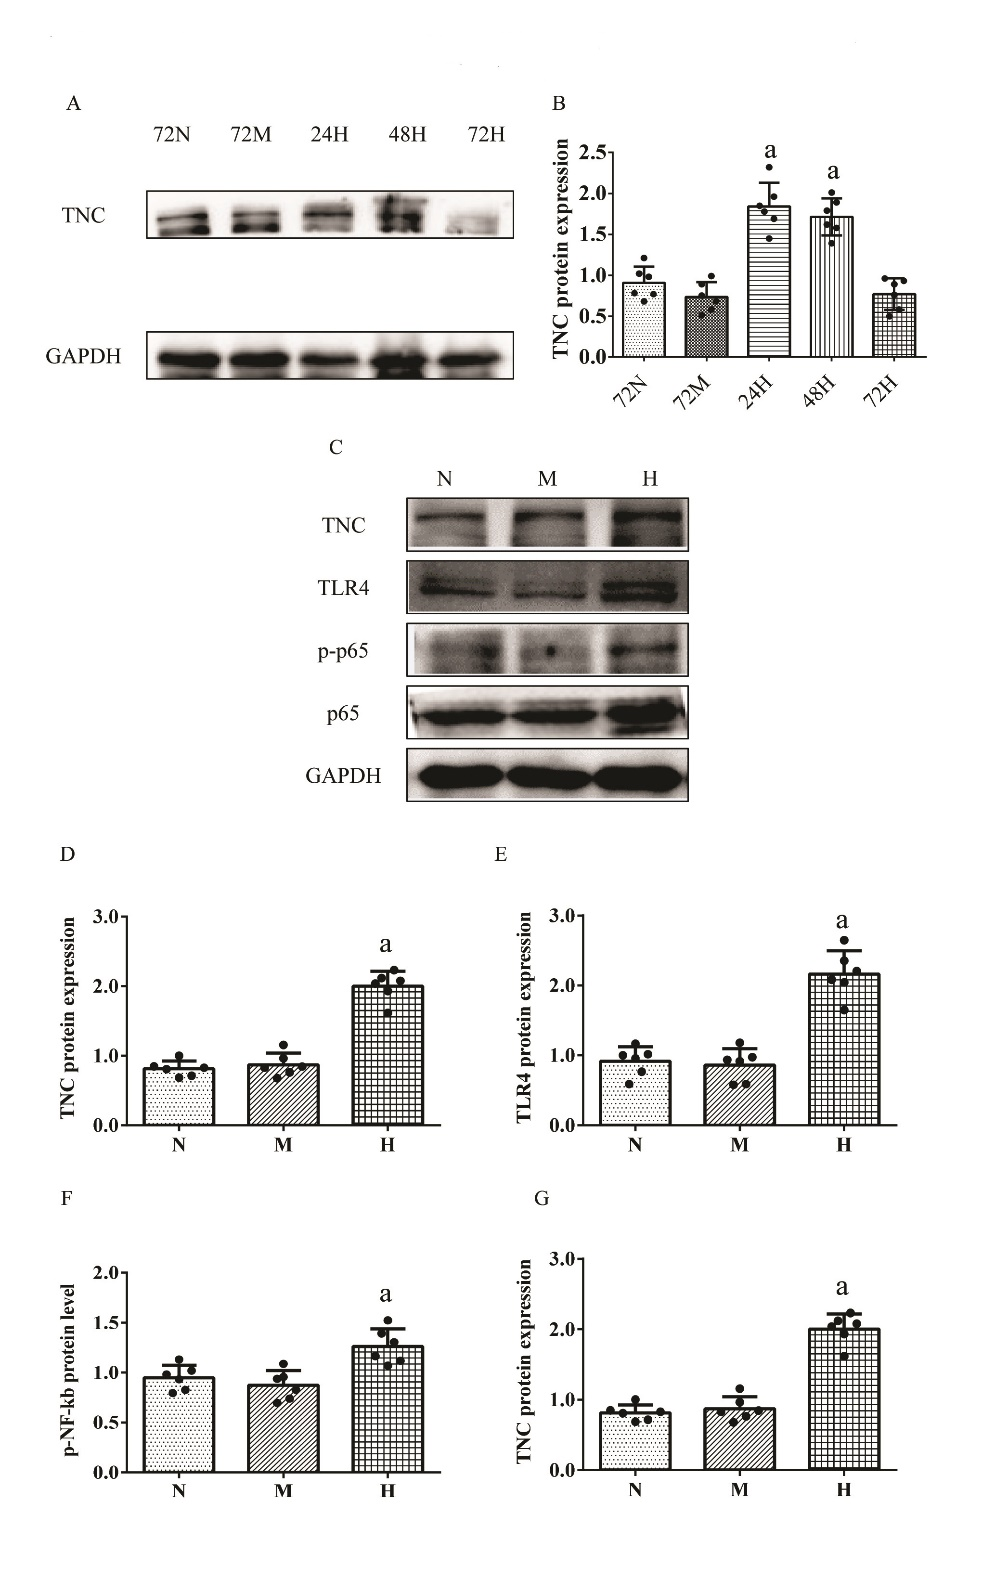 A
72N 72M 24H 48H 72H
TNC
GAPDH
B
TNC protein expression
2.5
2.0
1.5
1.0
0.5
0.0
a
a
72N 72M 24H 48H 72H
C
N M H
TNC
TLR4
p-p65
p65
GAPDH
D
TNC protein expression
3.0
2.0
1.0
0.0
a
N M H
E
TLR4 protein expression
3.0
2.0
1.0
0.0
a
N M H
F
p-NF-kb protein level
2.0
1.5
1.0
0.5
0.0
a
N M H
G
TNC protein expression
3.0
2.0
1.0
0.0
a
N M H